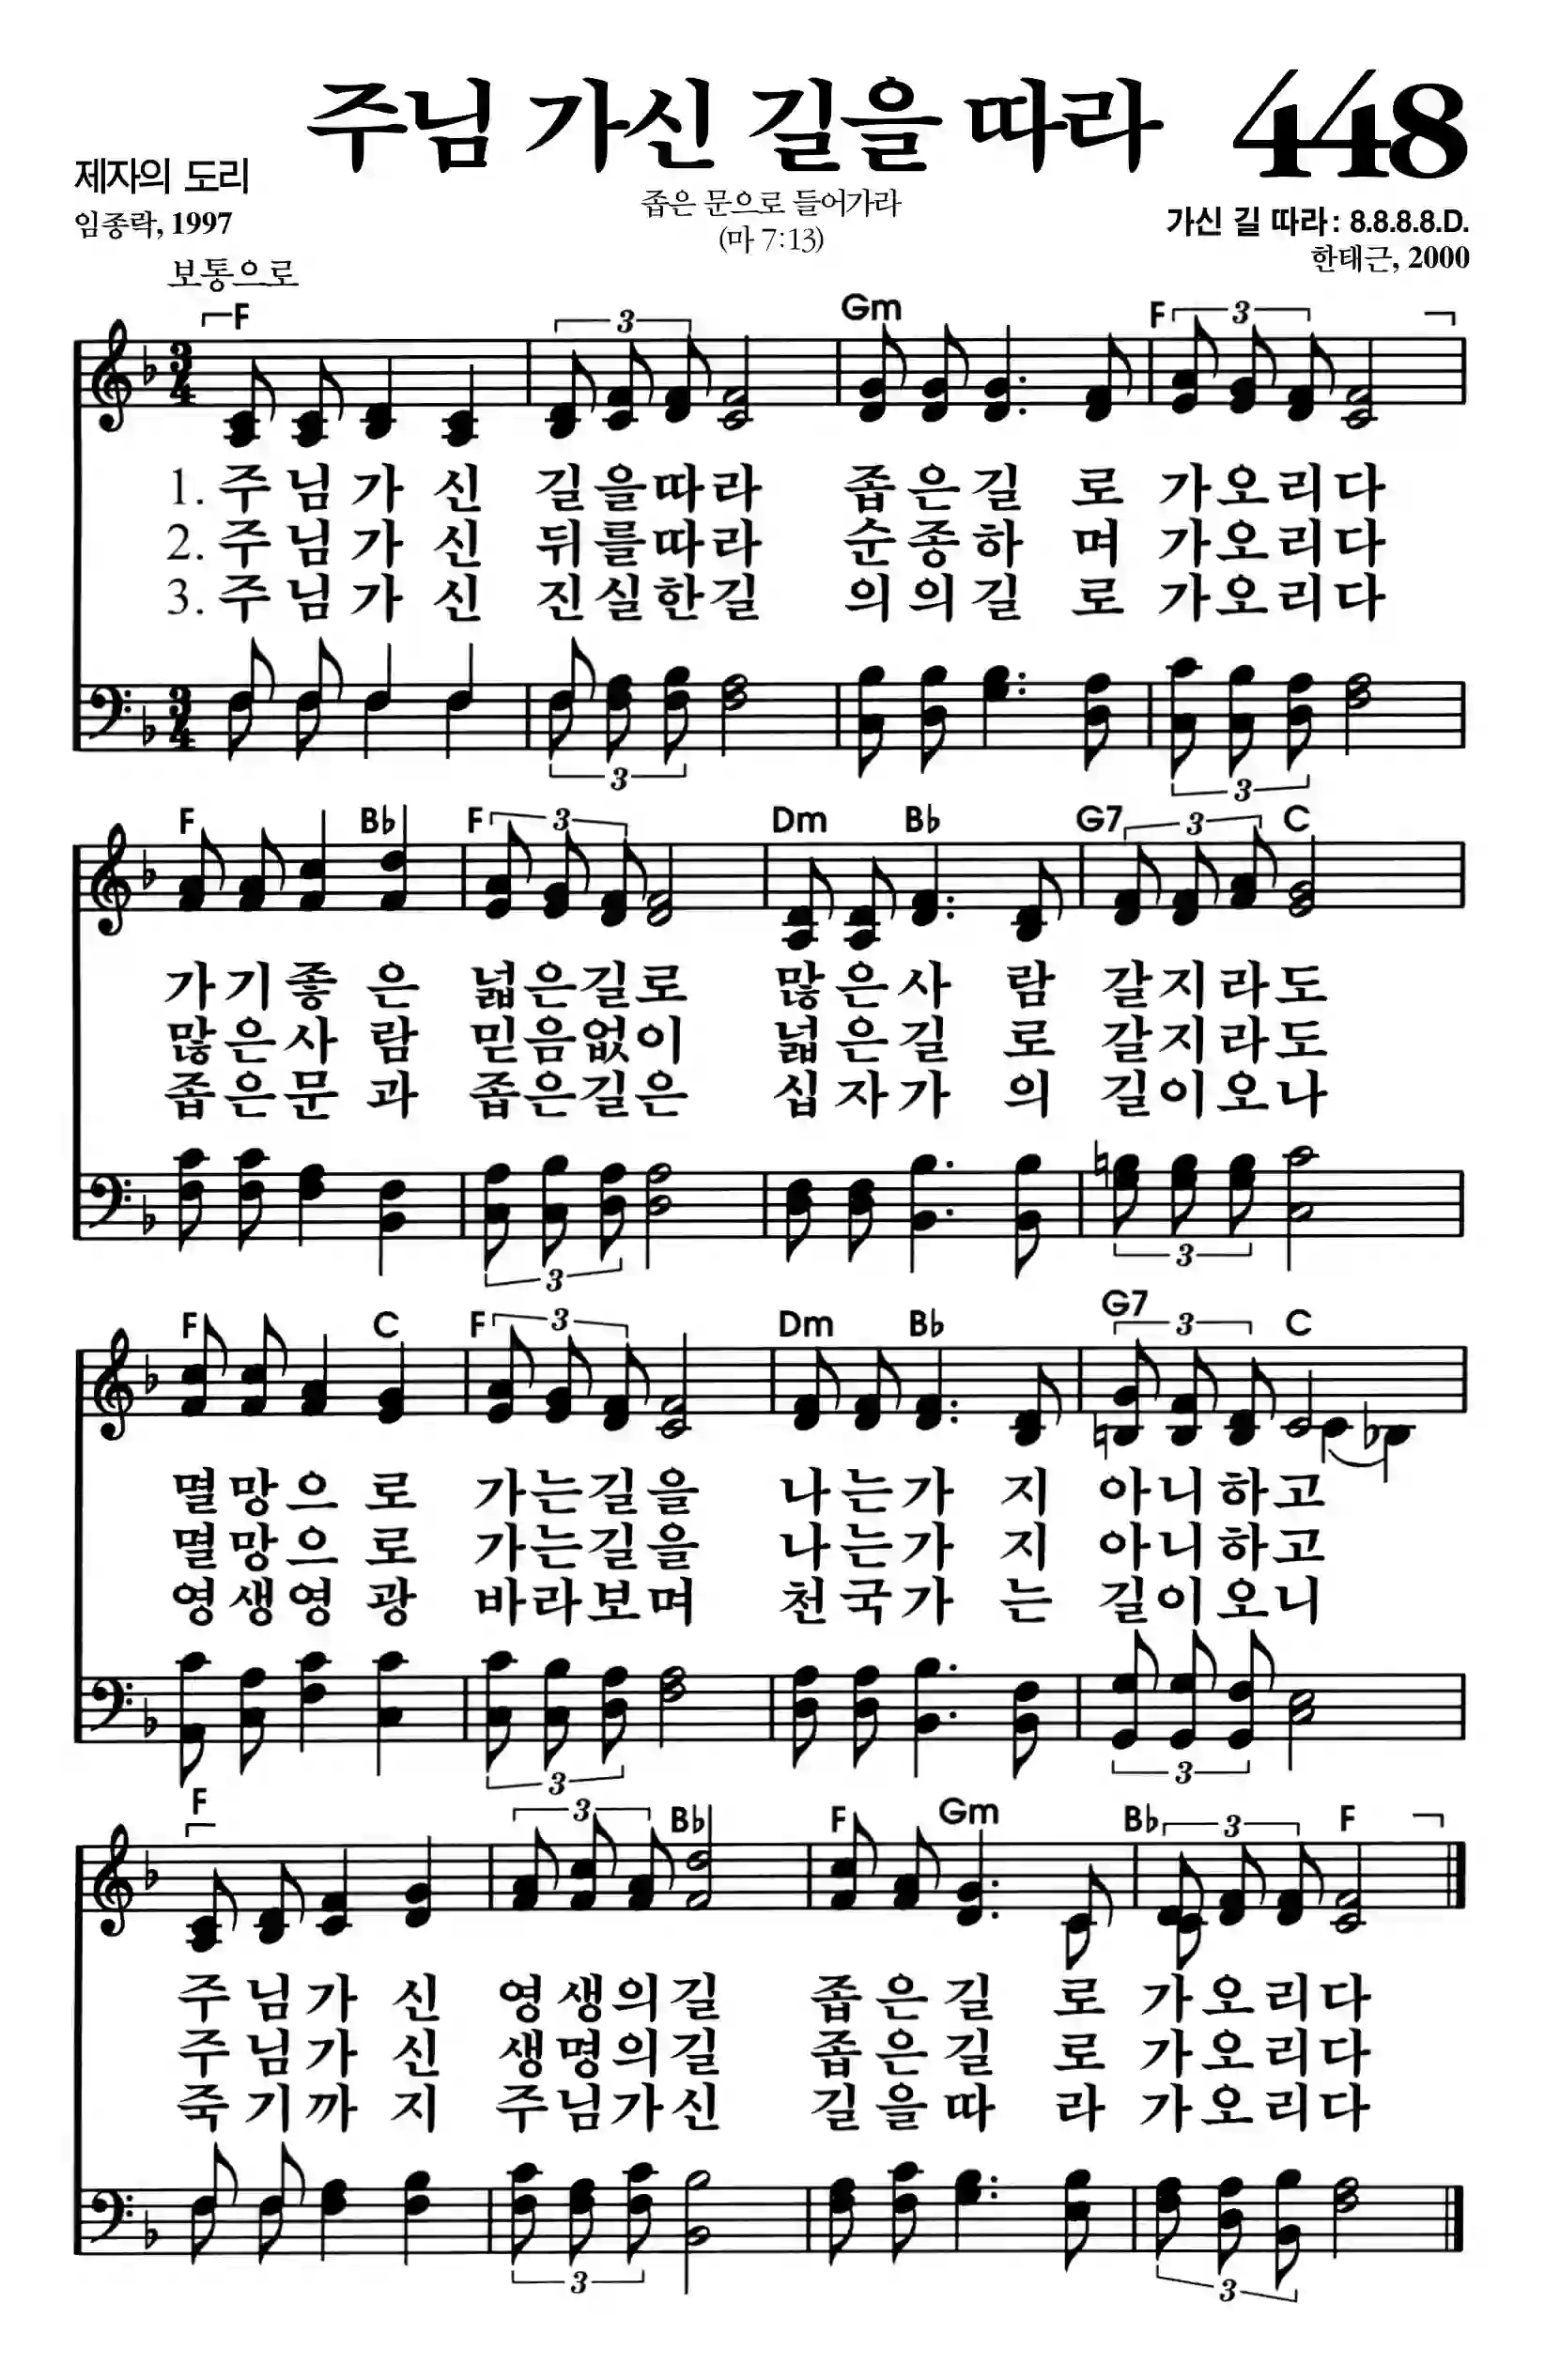 주님 가신 길을 따라 448
제자의 도리
임종락, 1997
좁은 문으로 들어가라
(마 7:13)
가신 길 따라: 8.8.8.8.D.
한태근, 2000
보통으로
F 3 Gm F 3
1. 주님가신 길을따라 좁은길로 가오리다
2. 주님가신 뒤를따라 순종하며 가오리다
3. 주님가신 진실한길 의의길로 가오리다
3 3
F B♭ F 3 Dm B♭ G7 3 C
가기좋은 넓은길로 많은사람 갈지라도
많은사람 믿음없이 넓은길로 갈지라도
좁은문과 좁은길은 십자가의 길이오나
3 3
F C F 3 Dm B♭ G7 3 C
멸망으로 가는길을 나는가지 아니하고
멸망으로 가는길을 나는가지 아니하고
영생영광 바라보며 천국가는 길이오니
3 3
F 3 B♭ F Gm B♭ 3 F
주님가신 영생의길 좁은길로 가오리다
주님가신 생명의길 좁은길로 가오리다
죽기까지 주님가신 길을따라 가오리다
3 3